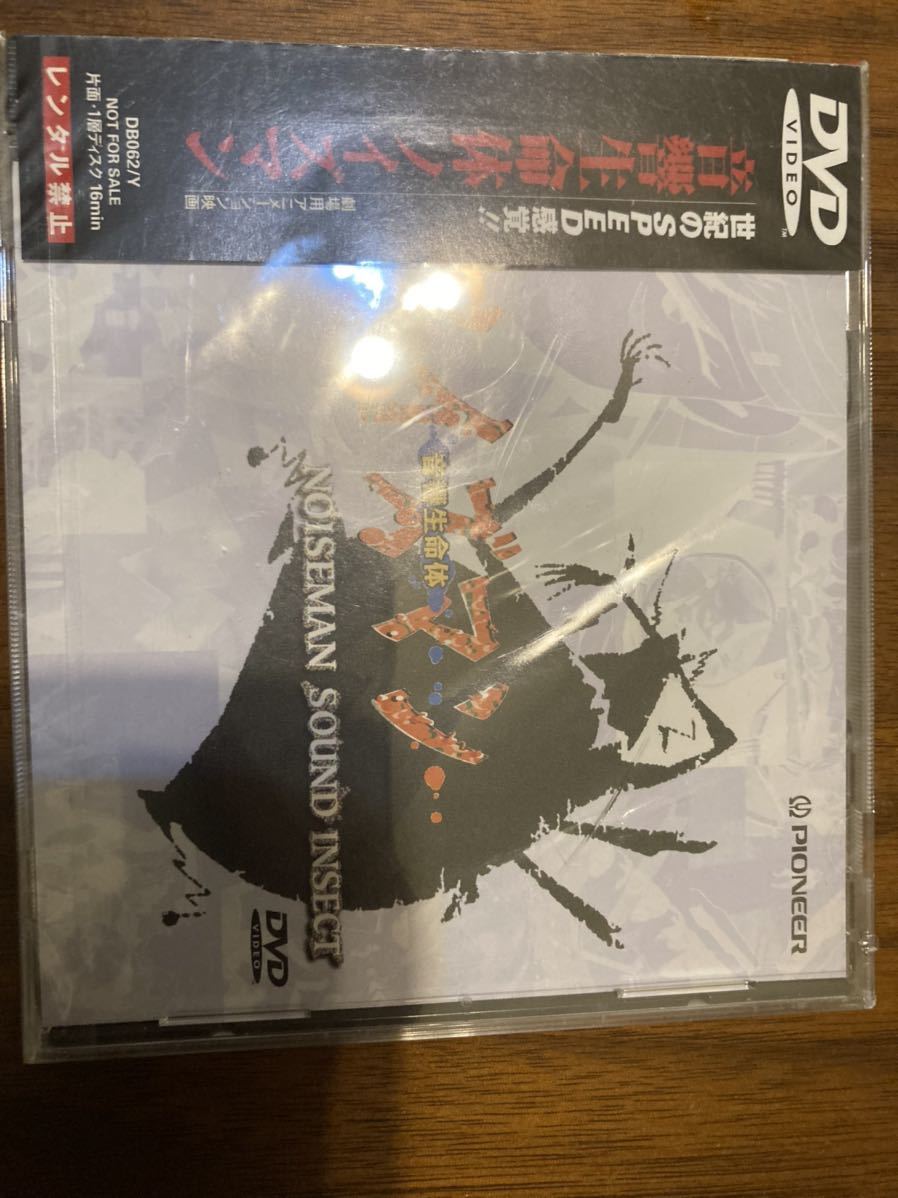 DVD
VIDEO
TM
世紀のSPEED感覚!!
音響生命体ノイズマン
劇場用アニメーション映画
DB062/Y
NOT FOR SALE
片面・1層ディスク 16min
レンタル禁止
PIONEER
ノイズマン
音響生命体
NOISEMAN SOUND INSECT
DVD
VIDEO